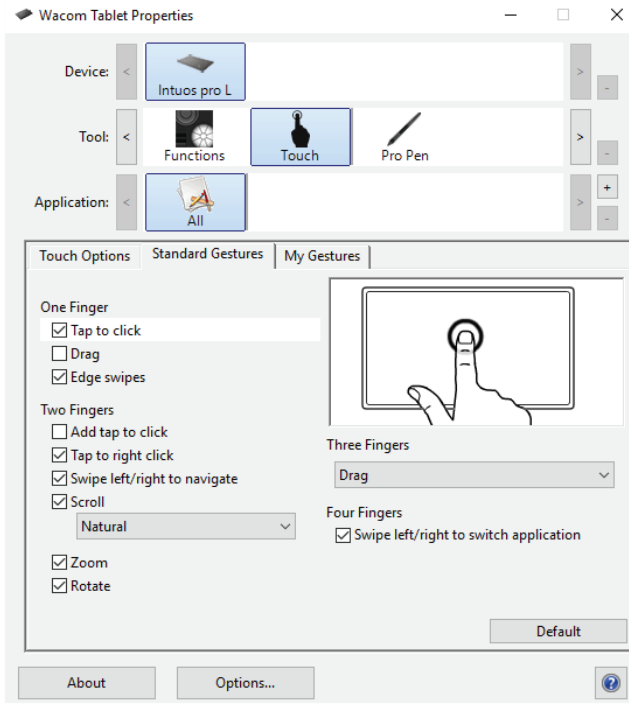 Wacom Tablet Properties
Device:
<
Intuos pro L
>
-
Tool:
<
Functions
Touch
Pro Pen
>
-
Application:
<
All
>
+
-
Touch Options
Standard Gestures
My Gestures
One Finger
Tap to click
Drag
Edge swipes
Two Fingers
Add tap to click
Tap to right click
Swipe left/right to navigate
Scroll
Natural
Zoom
Rotate
Three Fingers
Drag
Four Fingers
Swipe left/right to switch application
Default
About
Options...
?